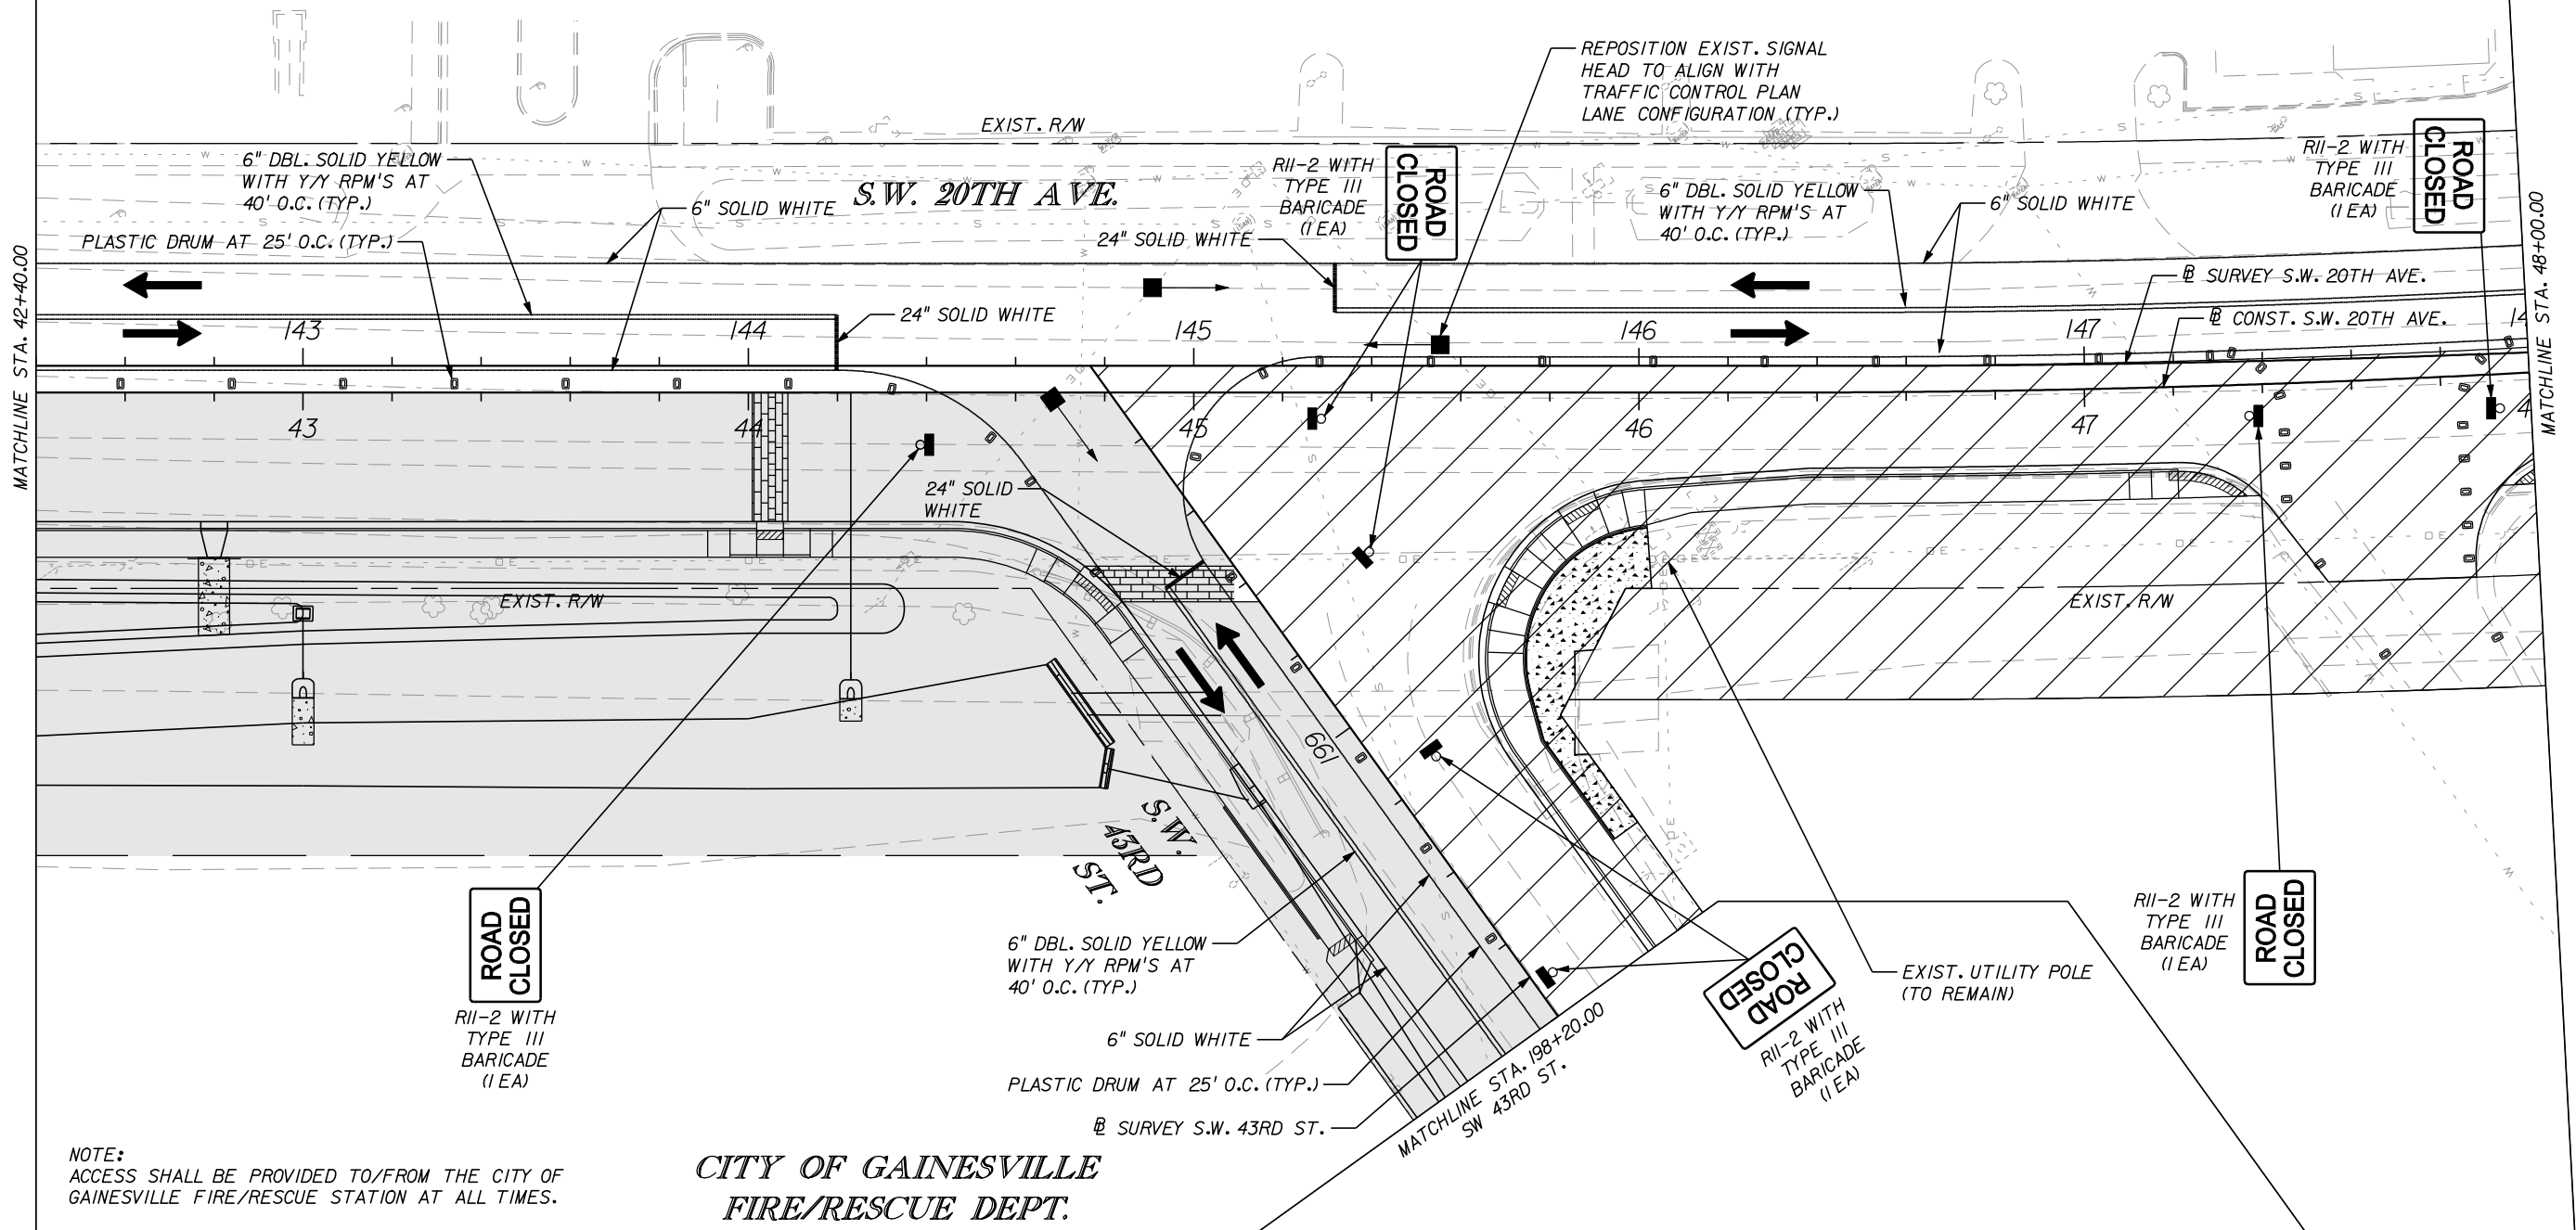 REPOSITION EXIST. SIGNAL
HEAD TO ALIGN WITH
TRAFFIC CONTROL PLAN
LANE CONFIGURATION (TYP.)
EXIST. R/W
6" DBL. SOLID YELLOW
WITH Y/Y RPM'S AT
40' O.C. (TYP.)
S.W. 20TH AVE.
6" SOLID WHITE
PLASTIC DRUM AT 25' O.C. (TYP.)
R11-2 WITH
TYPE III
BARICADE
(1 EA)
ROAD
CLOSED
24" SOLID WHITE
6" DBL. SOLID YELLOW
WITH Y/Y RPM'S AT
40' O.C. (TYP.)
6" SOLID WHITE
R11-2 WITH
TYPE III
BARICADE
(1 EA)
ROAD
CLOSED
MATCHLINE STA. 42+40.00
MATCHLINE STA. 48+00.00
℄ SURVEY S.W. 20TH AVE.
℄ CONST. S.W. 20TH AVE.
24" SOLID WHITE
143
144
145
146
147
14
43
44
45
46
47
4
24" SOLID
WHITE
EXIST. R/W
EXIST. R/W
199
S.W.
43RD
ST.
ROAD
CLOSED
R11-2 WITH
TYPE III
BARICADE
(1 EA)
6" DBL. SOLID YELLOW
WITH Y/Y RPM'S AT
40' O.C. (TYP.)
6" SOLID WHITE
PLASTIC DRUM AT 25' O.C. (TYP.)
℄ SURVEY S.W. 43RD ST.
MATCHLINE STA. 198+20.00
SW 43RD ST.
ROAD
CLOSED
R11-2 WITH
TYPE III
BARICADE
(1 EA)
EXIST. UTILITY POLE
(TO REMAIN)
R11-2 WITH
TYPE III
BARICADE
(1 EA)
ROAD
CLOSED
NOTE:
ACCESS SHALL BE PROVIDED TO/FROM THE CITY OF
GAINESVILLE FIRE/RESCUE STATION AT ALL TIMES.
CITY OF GAINESVILLE
FIRE/RESCUE DEPT.